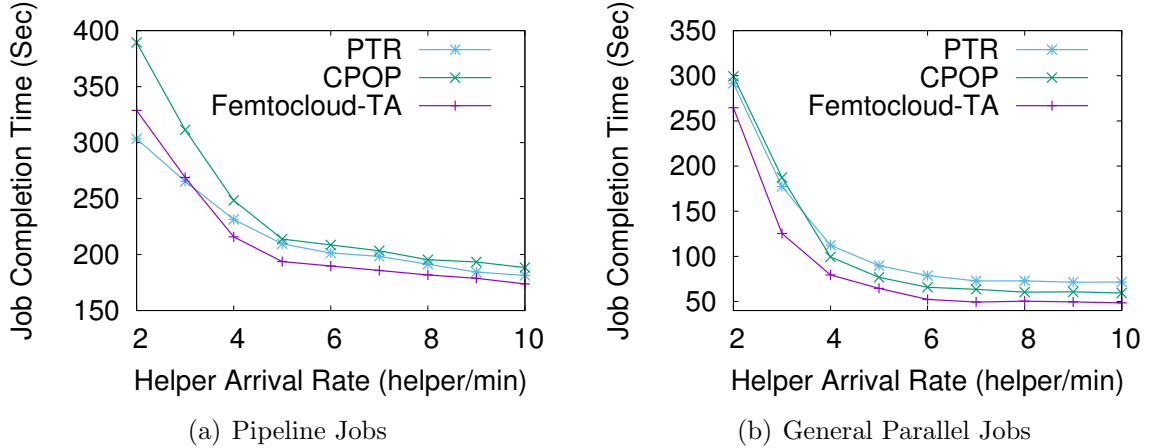 Job Completion Time (Sec)
400
350
300
250
200
150
PTR
CPOP
Femtocloud-TA
2 4 6 8 10
Helper Arrival Rate (helper/min)
(a) Pipeline Jobs
Job Completion Time (Sec)
350
300
250
200
150
100
50
PTR
CPOP
Femtocloud-TA
2 4 6 8 10
Helper Arrival Rate (helper/min)
(b) General Parallel Jobs